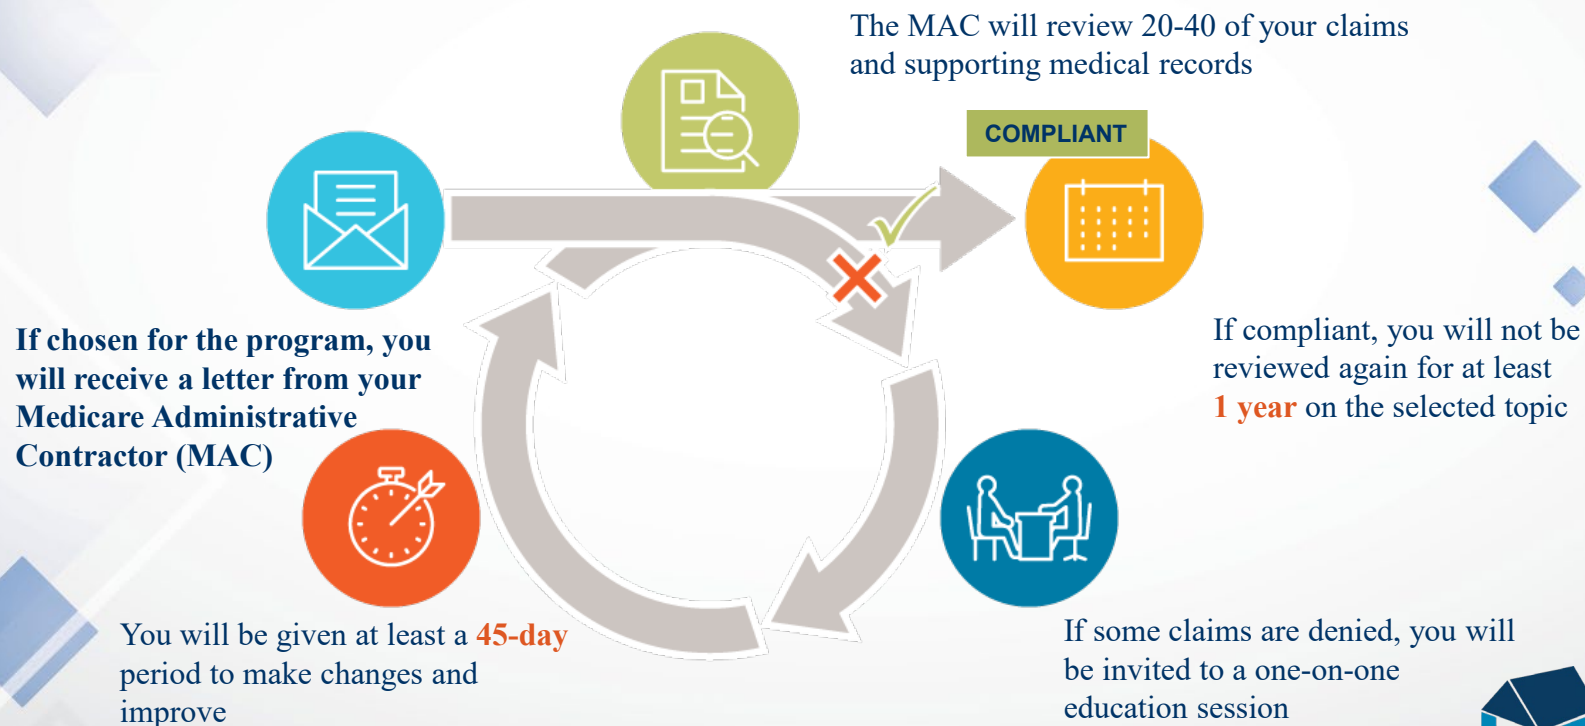 The MAC will review 20-40 of your claims
and supporting medical records
COMPLIANT
If chosen for the program, you
will receive a letter from your
Medicare Administrative
Contractor (MAC)
If compliant, you will not be
reviewed again for at least
1 year on the selected topic
You will be given at least a 45-day
period to make changes and
improve
If some claims are denied, you will
be invited to a one-on-one
education session